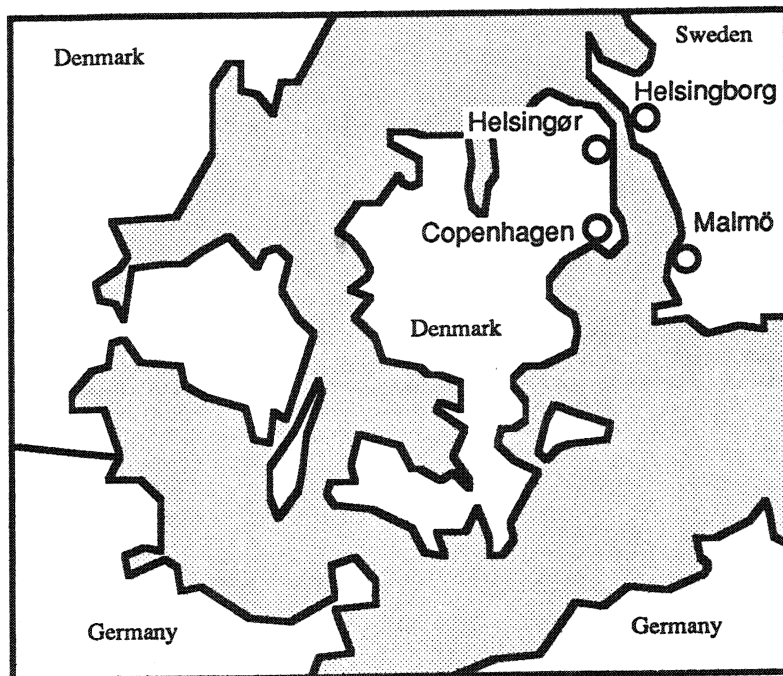 Sweden
Denmark
Helsingborg
Helsingør
Copenhagen
Malmö
Denmark
Germany
Germany